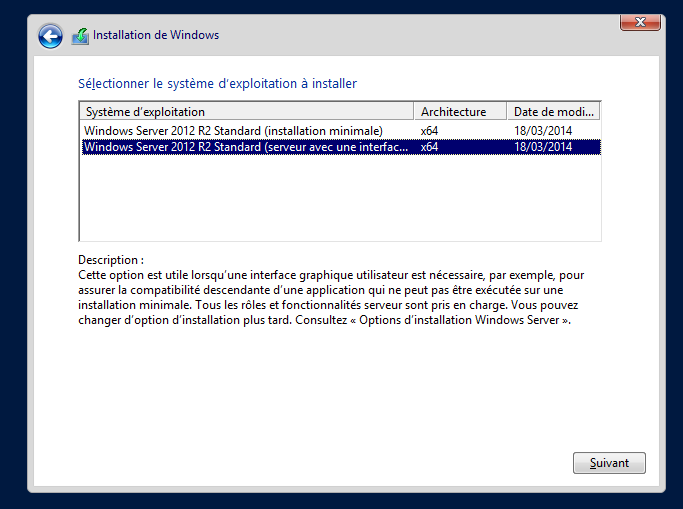 Installation de Windows
Sélectionner le système d'exploitation à installer
Système d'exploitation Architecture Date de modi...
Windows Server 2012 R2 Standard (installation minimale) x64 18/03/2014
Windows Server 2012 R2 Standard (serveur avec une interfac... x64 18/03/2014
Description :
Cette option est utile lorsqu'une interface graphique utilisateur est nécessaire, par exemple, pour
assurer la compatibilité descendante d'une application qui ne peut pas être exécutée sur une
installation minimale. Tous les rôles et fonctionnalités serveur sont pris en charge. Vous pouvez
changer d'option d'installation plus tard. Consultez « Options d'installation Windows Server ».
Suivant